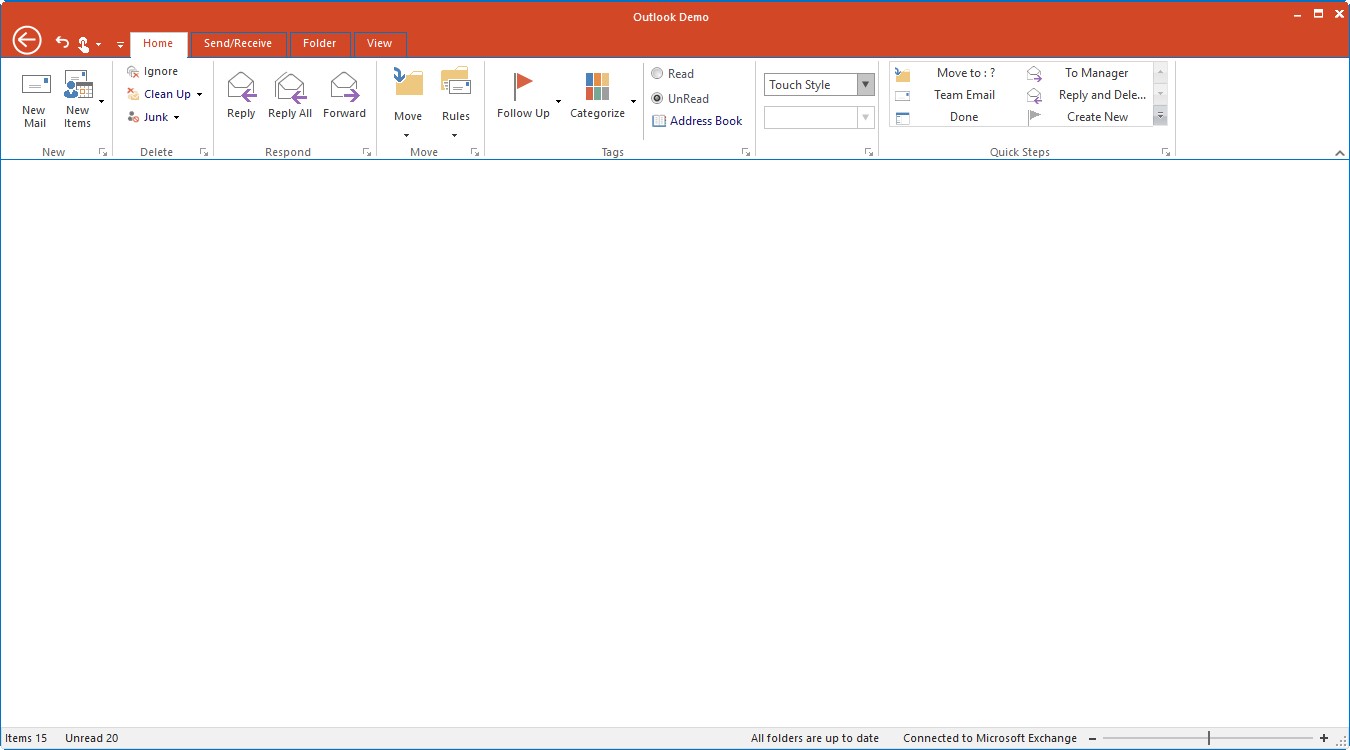 Outlook Demo
Home
Send/Receive
Folder
View
New Mail
New Items
Ignore
Clean Up
Junk
Reply
Reply All
Forward
Move
Rules
Follow Up
Categorize
Read
UnRead
Address Book
Touch Style
Move to : ?
To Manager
Team Email
Reply and Dele...
Done
Create New
New
Delete
Respond
Move
Tags
Quick Steps
Items 15
Unread 20
All folders are up to date
Connected to Microsoft Exchange